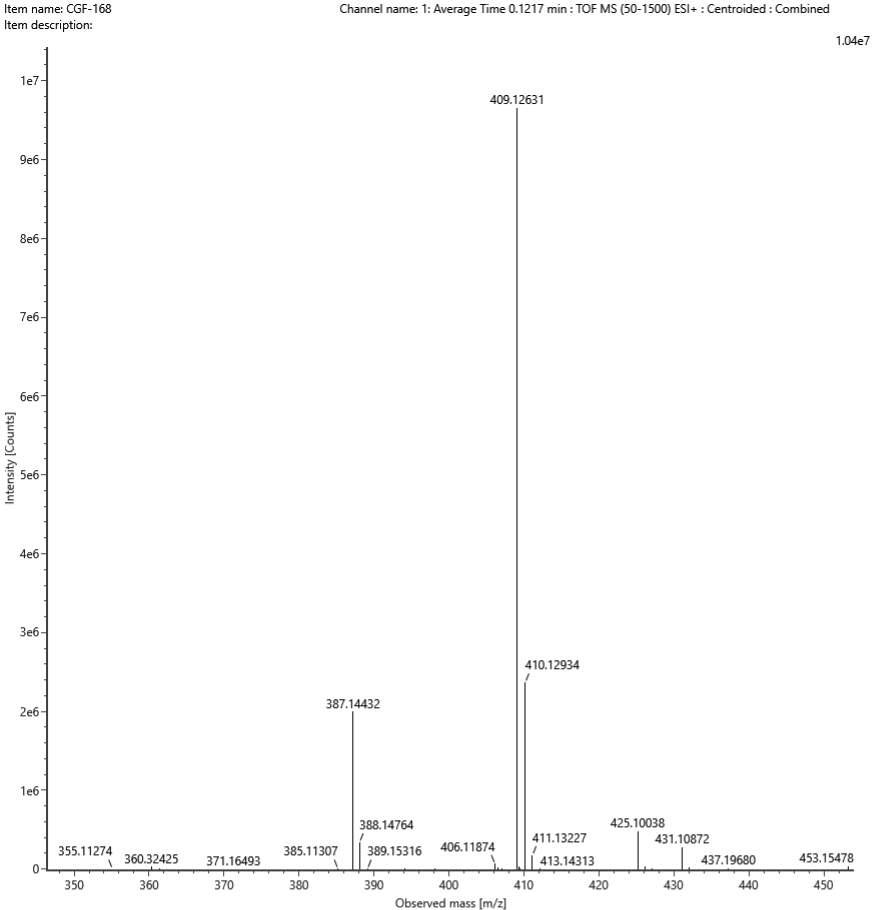 Item name: CGF-168
Channel name: 1: Average Time 0.1217 min : TOF MS (50-1500) ESI+ : Centroided : Combined
Item description:
1.04e7
1e7
409.12631
9e6
8e6
7e6
6e6
Intensity [Counts]
5e6
4e6
3e6
410.12934
387.14432
2e6
1e6
388.14764
425.10038
411.13227
431.10872
406.11874
355.11274
360.32425
371.16493
385.11307
389.15316
413.14313
437.19680
453.15478
0
350
360
370
380
390
400
410
420
430
440
450
Observed mass [m/z]